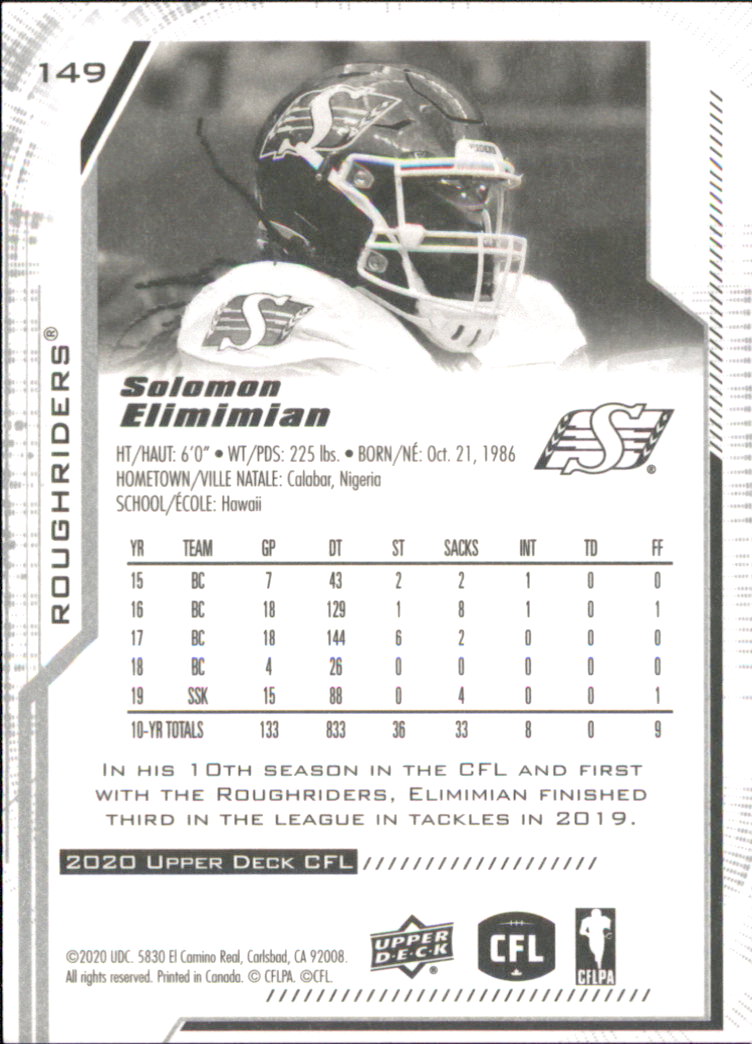 149
RIDERS
S
S
ROUGHRIDERS®
Solomon
Elimimian
S®
HT/HAUT: 6'0" • WT/PDS: 225 lbs. • BORN/NÉ: Oct. 21, 1986
HOMETOWN/VILLE NATALE: Calabar, Nigeria
SCHOOL/ÉCOLE: Hawaii
YR TEAM GP DT ST SACKS INT TD FF
15 BC 7 43 2 2 1 0 0
16 BC 18 129 1 8 1 0 1
17 BC 18 144 6 2 0 0 0
18 BC 4 26 0 0 0 0 0
19 SSK 15 88 0 4 0 0 1
10-YR TOTALS 133 833 36 33 8 0 9
IN HIS 10TH SEASON IN THE CFL AND FIRST
WITH THE ROUGHRIDERS, ELIMIMIAN FINISHED
THIRD IN THE LEAGUE IN TACKLES IN 2019.
2020 UPPER DECK CFL
©2020 UDC. 5830 El Camino Real, Carlsbad, CA 92008.
All rights reserved. Printed in Canada. © CFLPA. ©CFL.
UPPER
D•E•C•K®
CFL
CFLPA